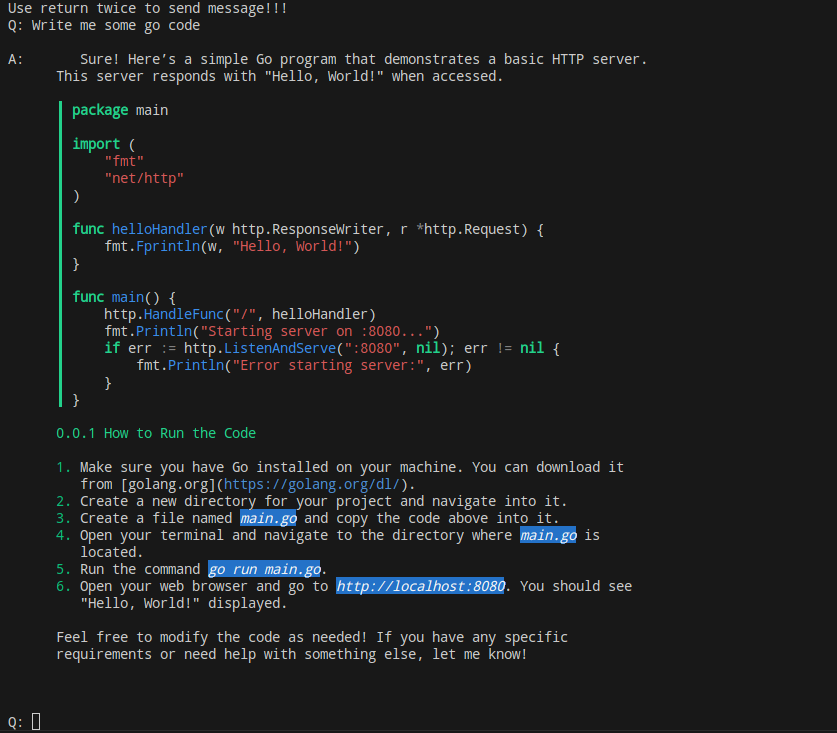 Use return twice to send message!!!
Q: Write me some go code
A: Sure! Here’s a simple Go program that demonstrates a basic HTTP server.
This server responds with "Hello, World!" when accessed.
package main
import (
"fmt"
"net/http"
)
func helloHandler(w http.ResponseWriter, r *http.Request) {
fmt.Fprintln(w, "Hello, World!")
}
func main() {
http.HandleFunc("/", helloHandler)
fmt.Println("Starting server on :8080...")
if err := http.ListenAndServe(":8080", nil); err != nil {
fmt.Println("Error starting server:", err)
}
}
0.0.1 How to Run the Code
1. Make sure you have Go installed on your machine. You can download it
from [golang.org](https://golang.org/dl/).
2. Create a new directory for your project and navigate into it.
3. Create a file named main.go and copy the code above into it.
4. Open your terminal and navigate to the directory where main.go is
located.
5. Run the command go run main.go.
6. Open your web browser and go to http://localhost:8080. You should see
"Hello, World!" displayed.
Feel free to modify the code as needed! If you have any specific
requirements or need help with something else, let me know!
Q: